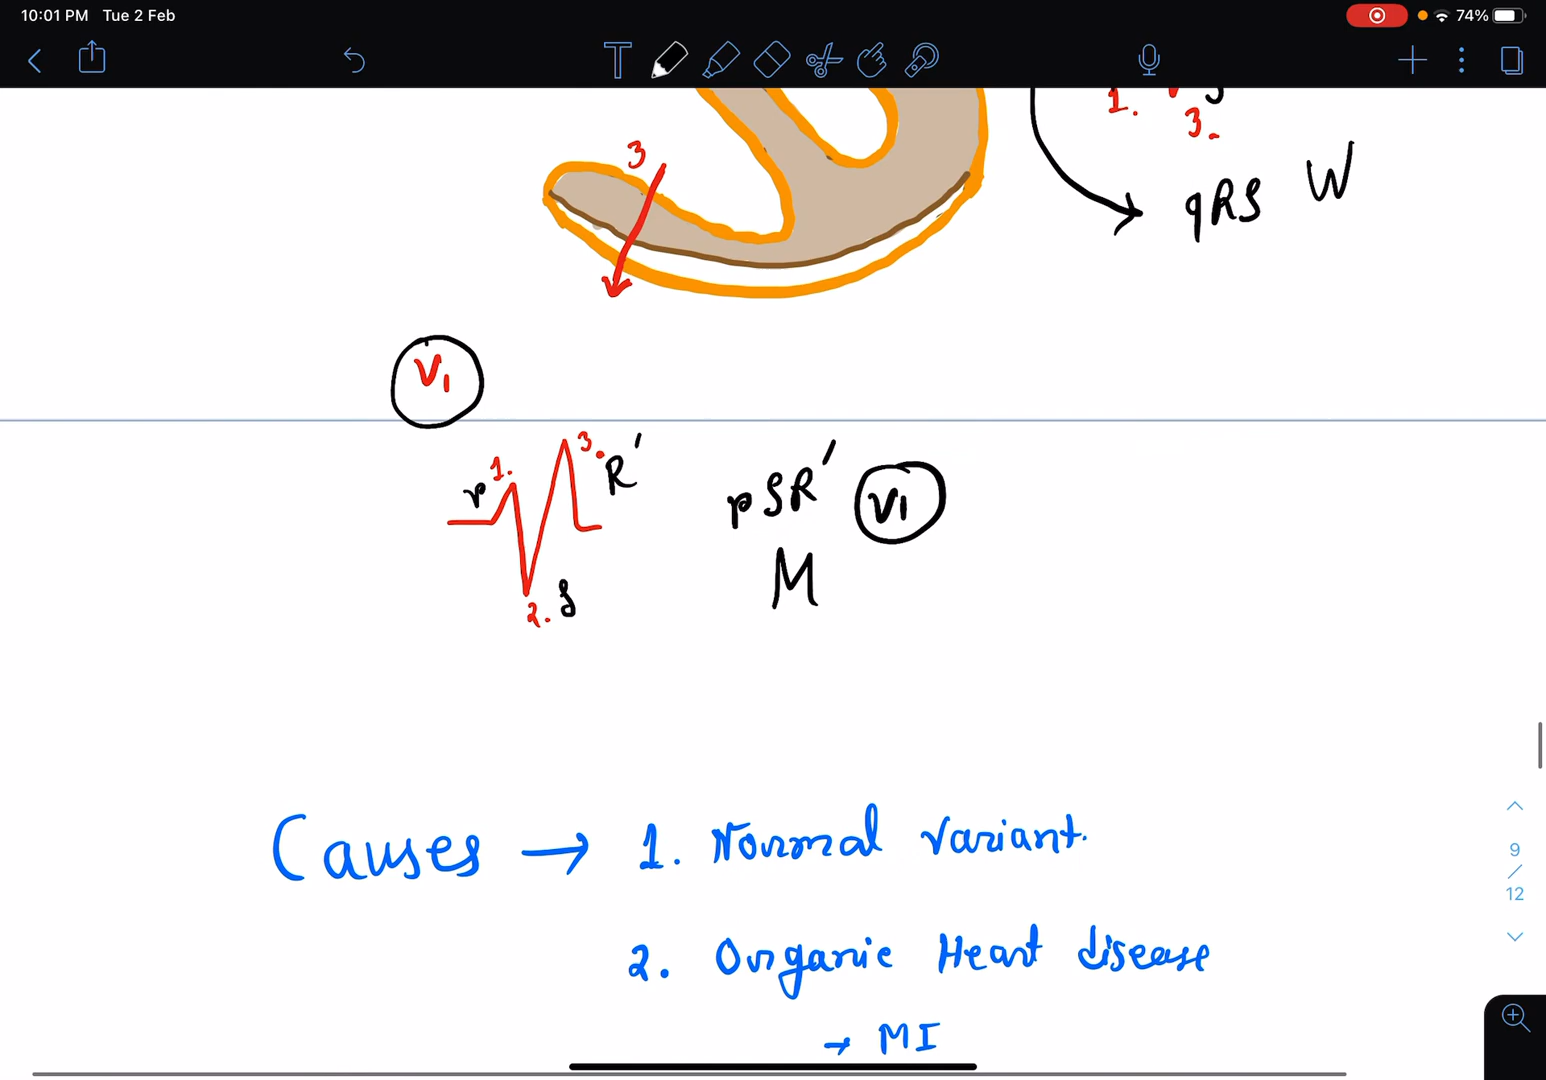 10:01 PM Tue 2 Feb 74%
T
1. 3.
3
qRS W
V1
1. 3. r R′
rSR′ V1
2. S
M
Causes → 1. Normal Variant.
9
/
12
2. Organic Heart disease
→ MI